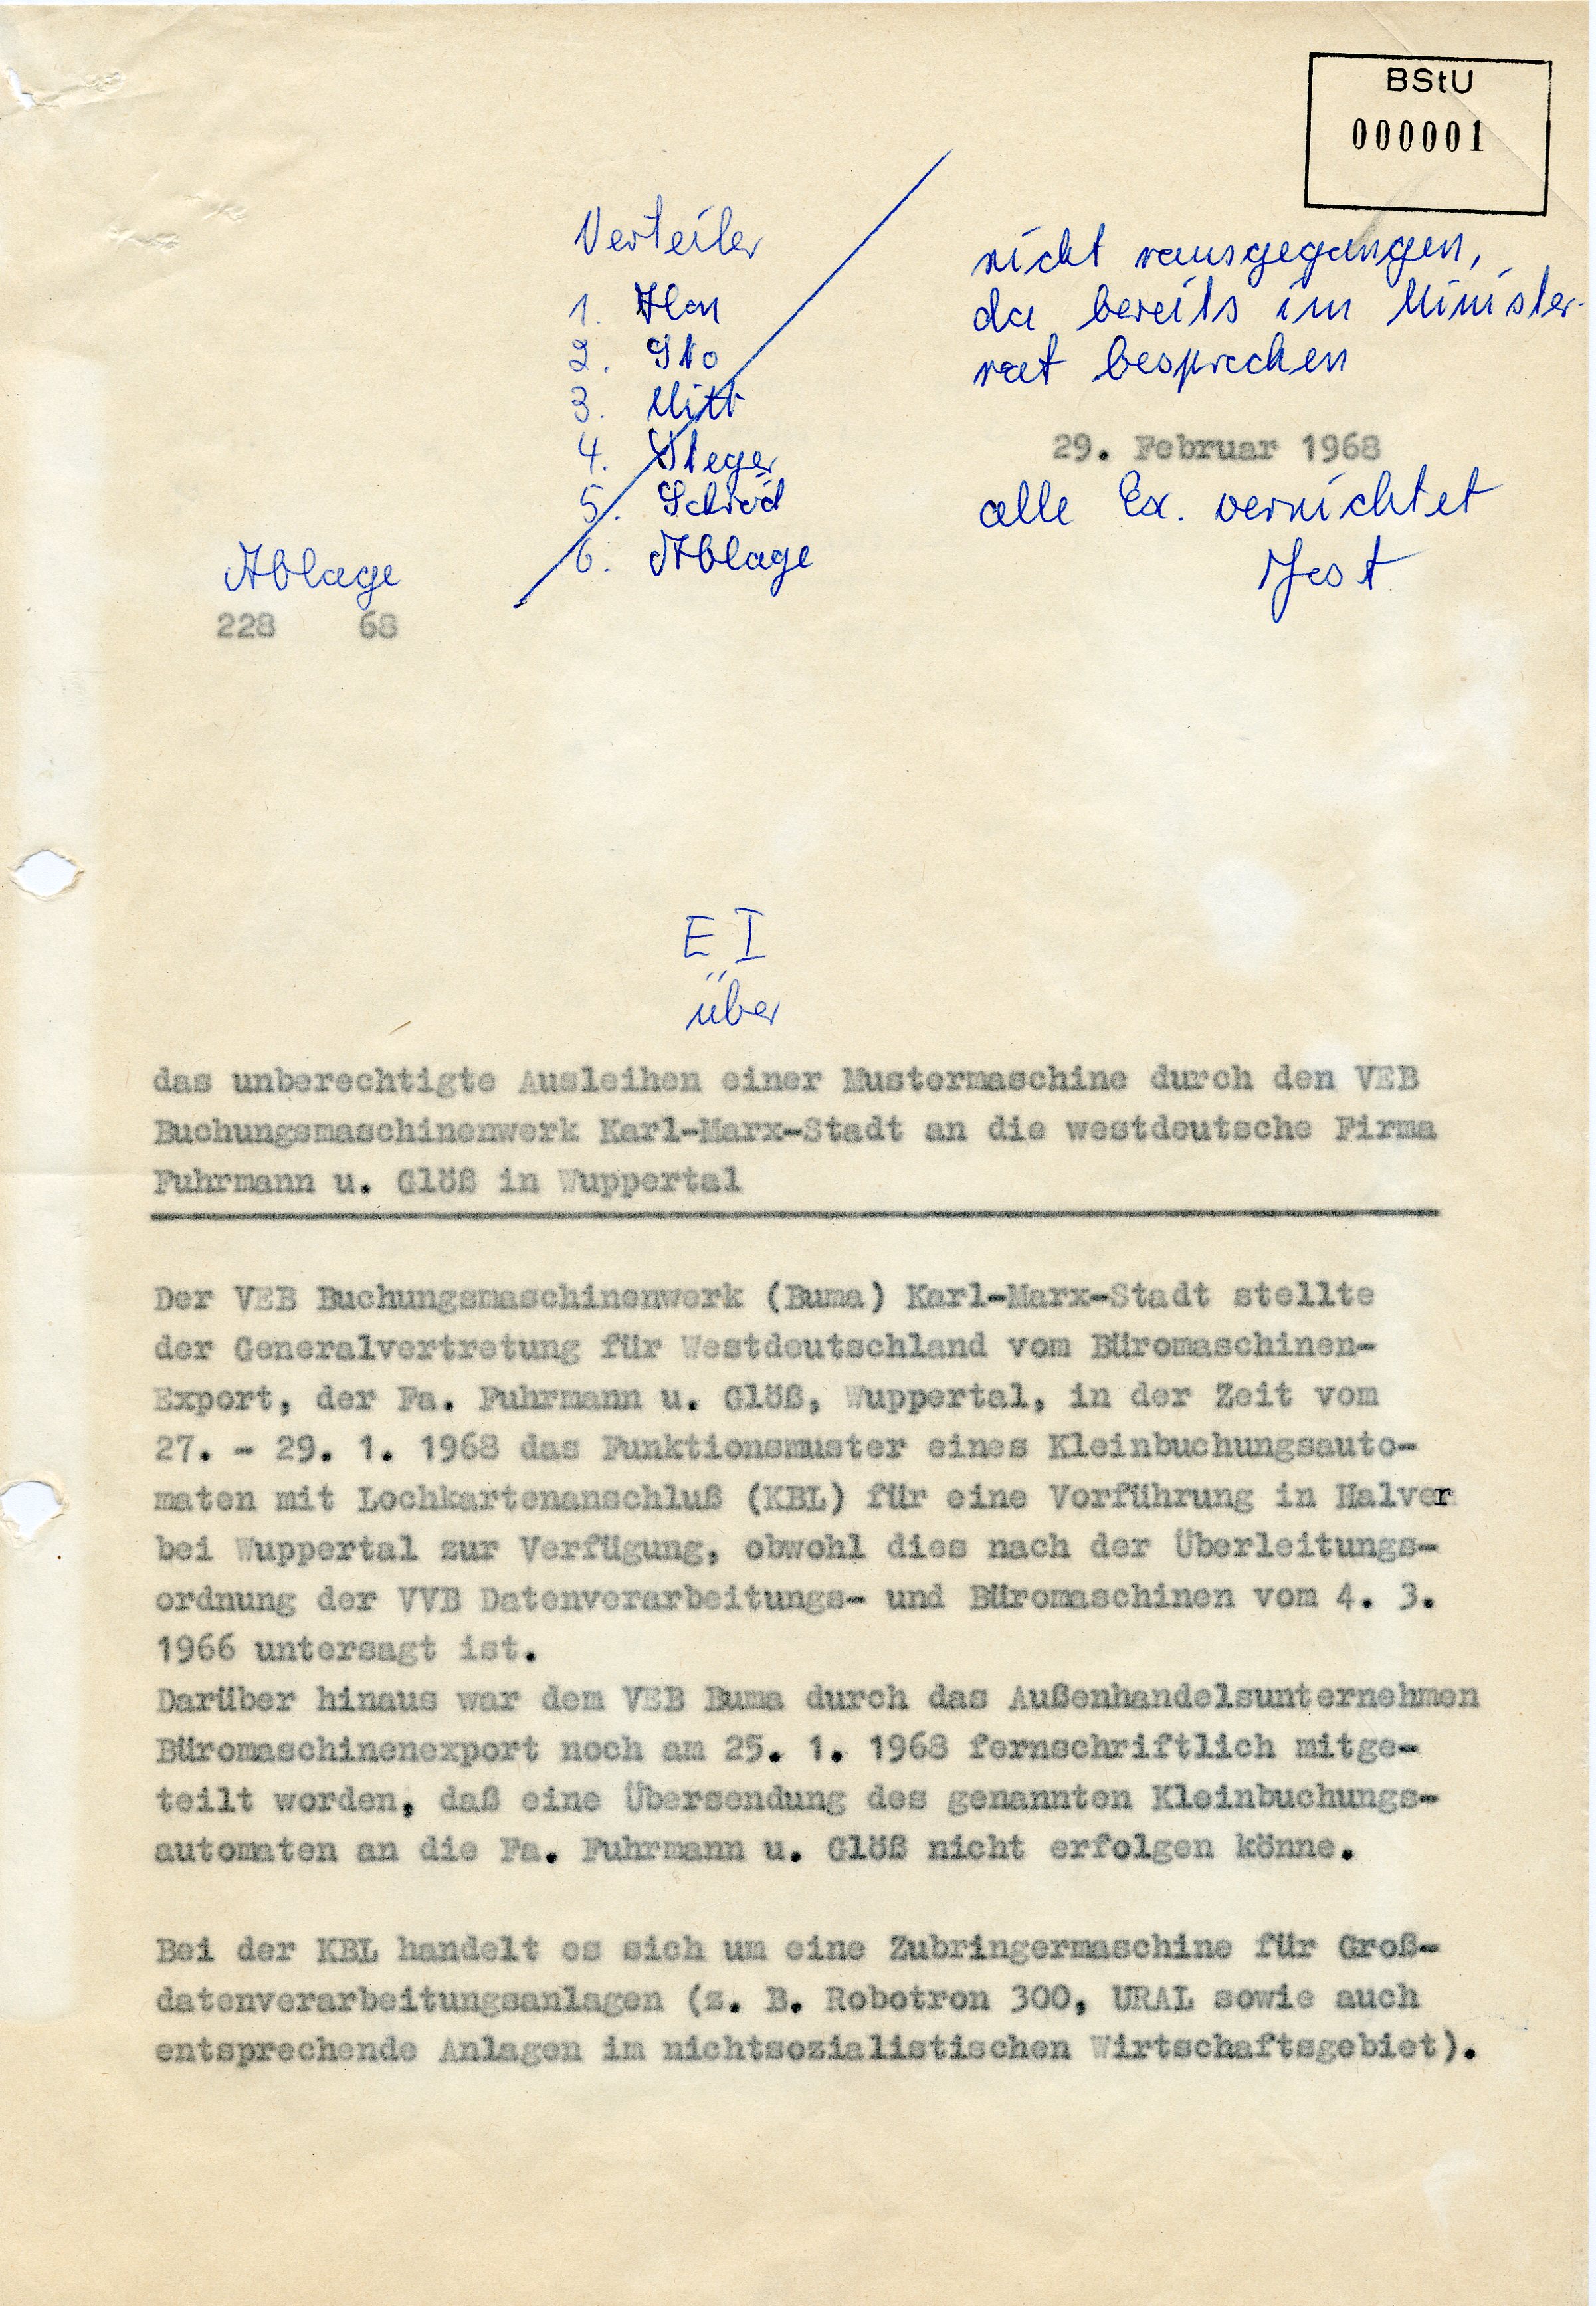 BStU
000001
Verteiler
1. Hon
2. Sto
3. Mitt
4. Steger
5. Schröd
6. Ablage
nicht rausgegangen,
da bereits im Minister-
rat besprochen
29. Februar 1968
alle Ex. vernichtet
Ablage
228 68
E I
über
das unberechtigte Ausleihen einer Mustermaschine durch den VEB
Buchungsmaschinenwerk Karl-Marx-Stadt an die westdeutsche Firma
Fuhrmann u. Glöß in Wuppertal
Der VEB Buchungsmaschinenwerk (Buma) Karl-Marx-Stadt stellte
der Generalvertretung für Westdeutschland vom Büromaschinen-
Export, der Fa. Fuhrmann u. Glöß, Wuppertal, in der Zeit vom
27. - 29. 1. 1968 das Funktionsmuster eines Kleinbuchungsauto-
maten mit Lochkartenanschluß (KBL) für eine Vorführung in Halver
bei Wuppertal zur Verfügung, obwohl dies nach der Überleitungs-
ordnung der VVB Datenverarbeitungs- und Büromaschinen vom 4. 3.
1966 untersagt ist.
Darüber hinaus war dem VEB Buma durch das Außenhandelsunternehmen
Büromaschinenexport noch am 25. 1. 1968 fernschriftlich mitge-
teilt worden, daß eine Übersendung des genannten Kleinbuchungs-
automaten an die Fa. Fuhrmann u. Glöß nicht erfolgen könne.
Bei der KBL handelt es sich um eine Zubringermaschine für Groß-
datenverarbeitungsanlagen (z. B. Robotron 300, URAL sowie auch
entsprechende Anlagen im nichtsozialistischen Wirtschaftsgebiet).